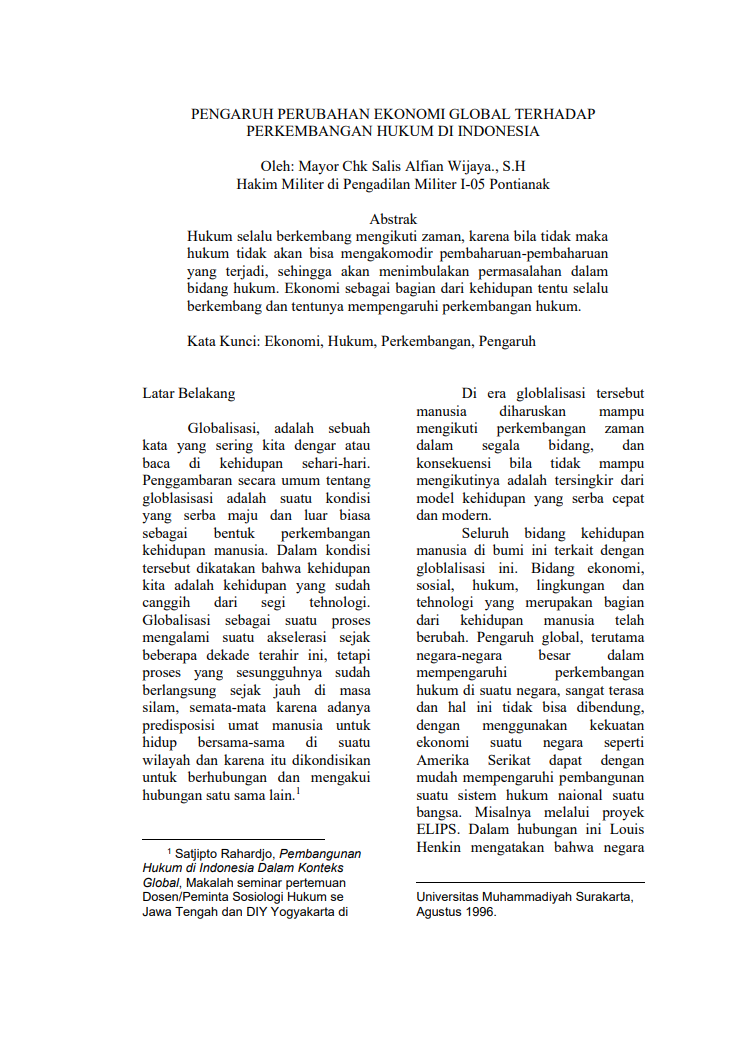 PENGARUH PERUBAHAN EKONOMI GLOBAL TERHADAP
PERKEMBANGAN HUKUM DI INDONESIA
Oleh: Mayor Chk Salis Alfian Wijaya., S.H
Hakim Militer di Pengadilan Militer I-05 Pontianak
Abstrak
Hukum selalu berkembang mengikuti zaman, karena bila tidak maka
hukum tidak akan bisa mengakomodir pembaharuan-pembaharuan
yang terjadi, sehingga akan menimbulakan permasalahan dalam
bidang hukum. Ekonomi sebagai bagian dari kehidupan tentu selalu
berkembang dan tentunya mempengaruhi perkembangan hukum.
Kata Kunci: Ekonomi, Hukum, Perkembangan, Pengaruh
Latar Belakang
Globalisasi, adalah sebuah
kata yang sering kita dengar atau
baca di kehidupan sehari-hari.
Penggambaran secara umum tentang
globlasisasi adalah suatu kondisi
yang serba maju dan luar biasa
sebagai bentuk perkembangan
kehidupan manusia. Dalam kondisi
tersebut dikatakan bahwa kehidupan
kita adalah kehidupan yang sudah
canggih dari segi tehnologi.
Globalisasi sebagai suatu proses
mengalami suatu akselerasi sejak
beberapa dekade terahir ini, tetapi
proses yang sesungguhnya sudah
berlangsung sejak jauh di masa
silam, semata-mata karena adanya
predisposisi umat manusia untuk
hidup bersama-sama di suatu
wilayah dan karena itu dikondisikan
untuk berhubungan dan mengakui
hubungan satu sama lain.1
1 Satjipto Rahardjo, Pembangunan
Hukum di Indonesia Dalam Konteks
Global, Makalah seminar pertemuan
Dosen/Peminta Sosiologi Hukum se
Jawa Tengah dan DIY Yogyakarta di
Di era globlalisasi tersebut
manusia diharuskan mampu
mengikuti perkembangan zaman
dalam segala bidang, dan
konsekuensi bila tidak mampu
mengikutinya adalah tersingkir dari
model kehidupan yang serba cepat
dan modern.
Seluruh bidang kehidupan
manusia di bumi ini terkait dengan
globlalisasi ini. Bidang ekonomi,
sosial, hukum, lingkungan dan
tehnologi yang merupakan bagian
dari kehidupan manusia telah
berubah. Pengaruh global, terutama
negara-negara besar dalam
mempengaruhi perkembangan
hukum di suatu negara, sangat terasa
dan hal ini tidak bisa dibendung,
dengan menggunakan kekuatan
ekonomi suatu negara seperti
Amerika Serikat dapat dengan
mudah mempengaruhi pembangunan
suatu sistem hukum naional suatu
bangsa. Misalnya melalui proyek
ELIPS. Dalam hubungan ini Louis
Henkin mengatakan bahwa negara
Universitas Muhammadiyah Surakarta,
Agustus 1996.